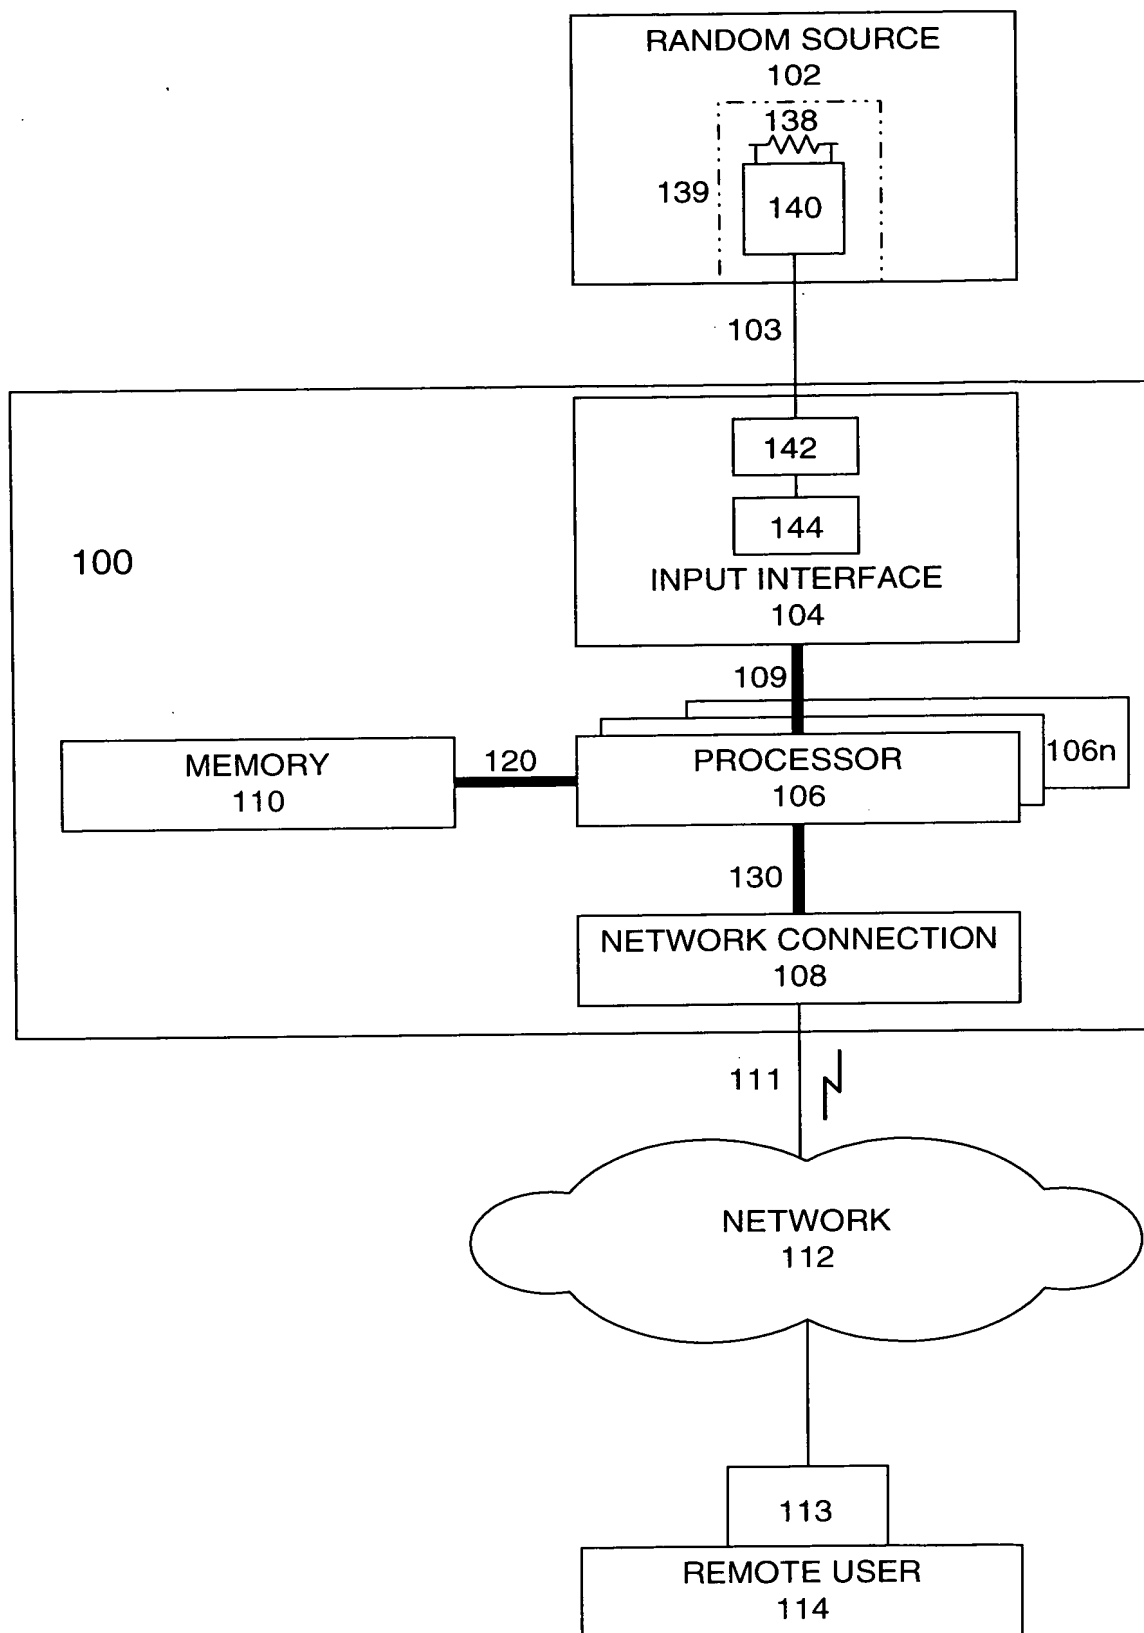 RANDOM SOURCE
102
138
139
140
103
142
144
100
INPUT INTERFACE
104
109
106n
MEMORY
110
120
PROCESSOR
106
130
NETWORK CONNECTION
108
111
NETWORK
112
113
REMOTE USER
114